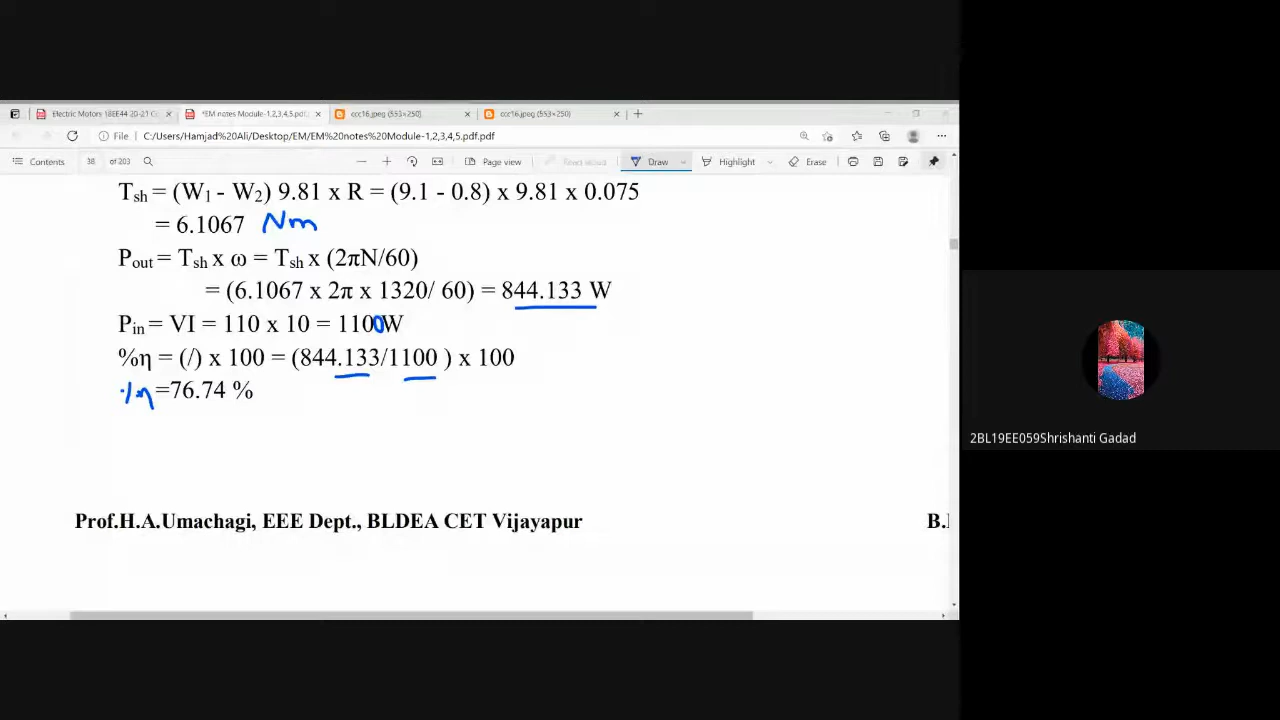 Electric Motors 18EE44 20-21 C
*EM notes Module-1,2,3,4,5.pdf
ccc16.jpeg (553×250)
ccc16.jpeg (553×250)
File
C:/Users/Hamjad%20Ali/Desktop/EM/EM%20notes%20Module-1,2,3,4,5.pdf.pdf
Contents
38 of 203
Page view
Read aloud
Draw
Highlight
Erase
Tsh = (W1 - W2) 9.81 x R = (9.1 - 0.8) x 9.81 x 0.075
= 6.1067 Nm
Pout = Tsh x ω = Tsh x (2πN/60)
= (6.1067 x 2π x 1320/ 60) = 844.133 W
Pin = VI = 110 x 10 = 1100W
%η = (/) x 100 = (844.133/1100 ) x 100
%η =76.74 %
Prof.H.A.Umachagi, EEE Dept., BLDEA CET Vijayapur
2BL19EE059Shrishanti Gadad